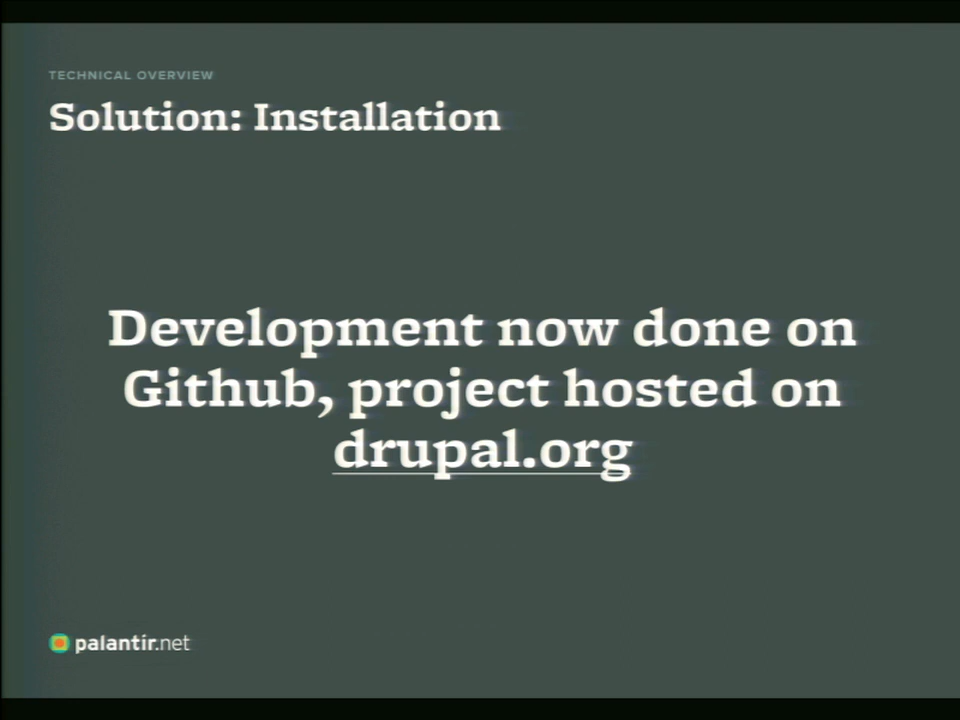 TECHNICAL OVERVIEW
Solution: Installation
Development now done on
Github, project hosted on
drupal.org
palantir.net